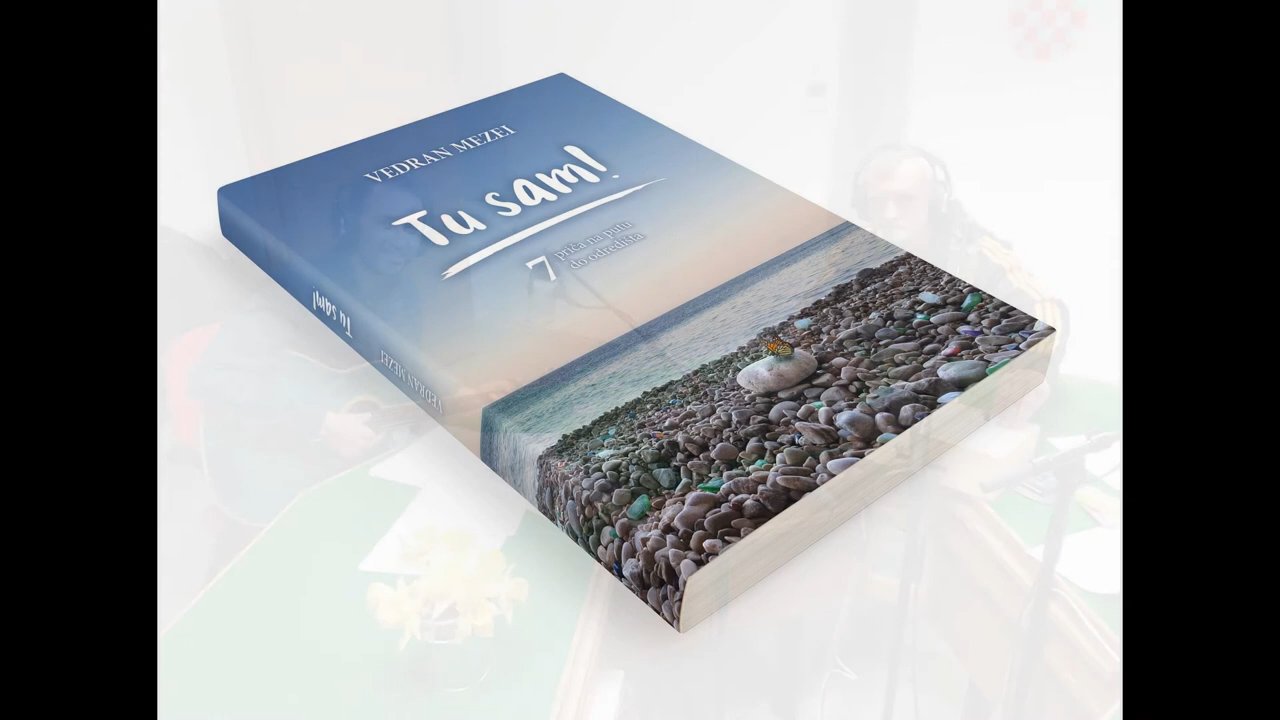 VEDRAN MEZEI
Tu sam!
7 priča na putu
do odredišta
Tu sam!
VEDRAN MEZEI